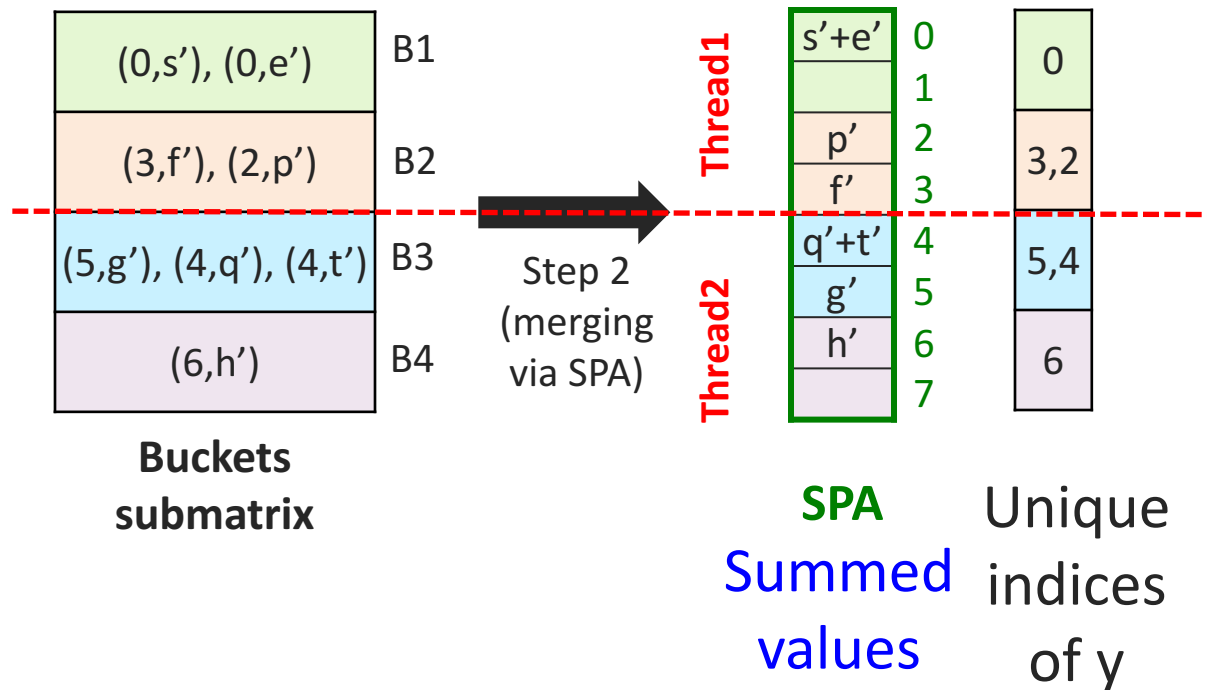 (0,s’), (0,e’)
B1
(3,f’), (2,p’)
B2
(5,g’), (4,q’), (4,t’)
B3
(6,h’)
B4
Buckets
submatrix
Step 2
(merging
via SPA)
Thread1
Thread2
s’+e’
0
1
p’
2
f’
3
q’+t’
4
g’
5
h’
6
7
SPA
Summed
values
0
3,2
5,4
6
Unique
indices
of y